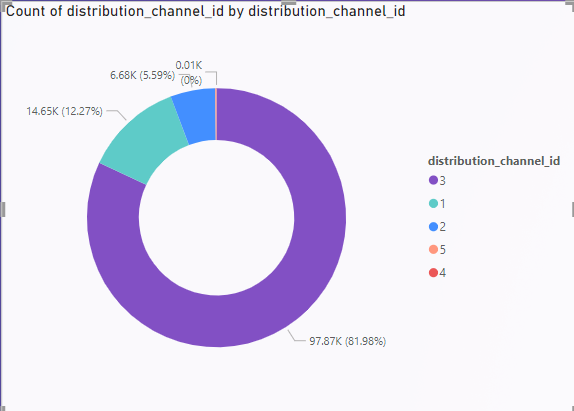 Count of distribution_channel_id by distribution_channel_id
0.01K
(0%)
6.68K (5.59%)
14.65K (12.27%)
97.87K (81.98%)
distribution_channel_id
3
1
2
5
4